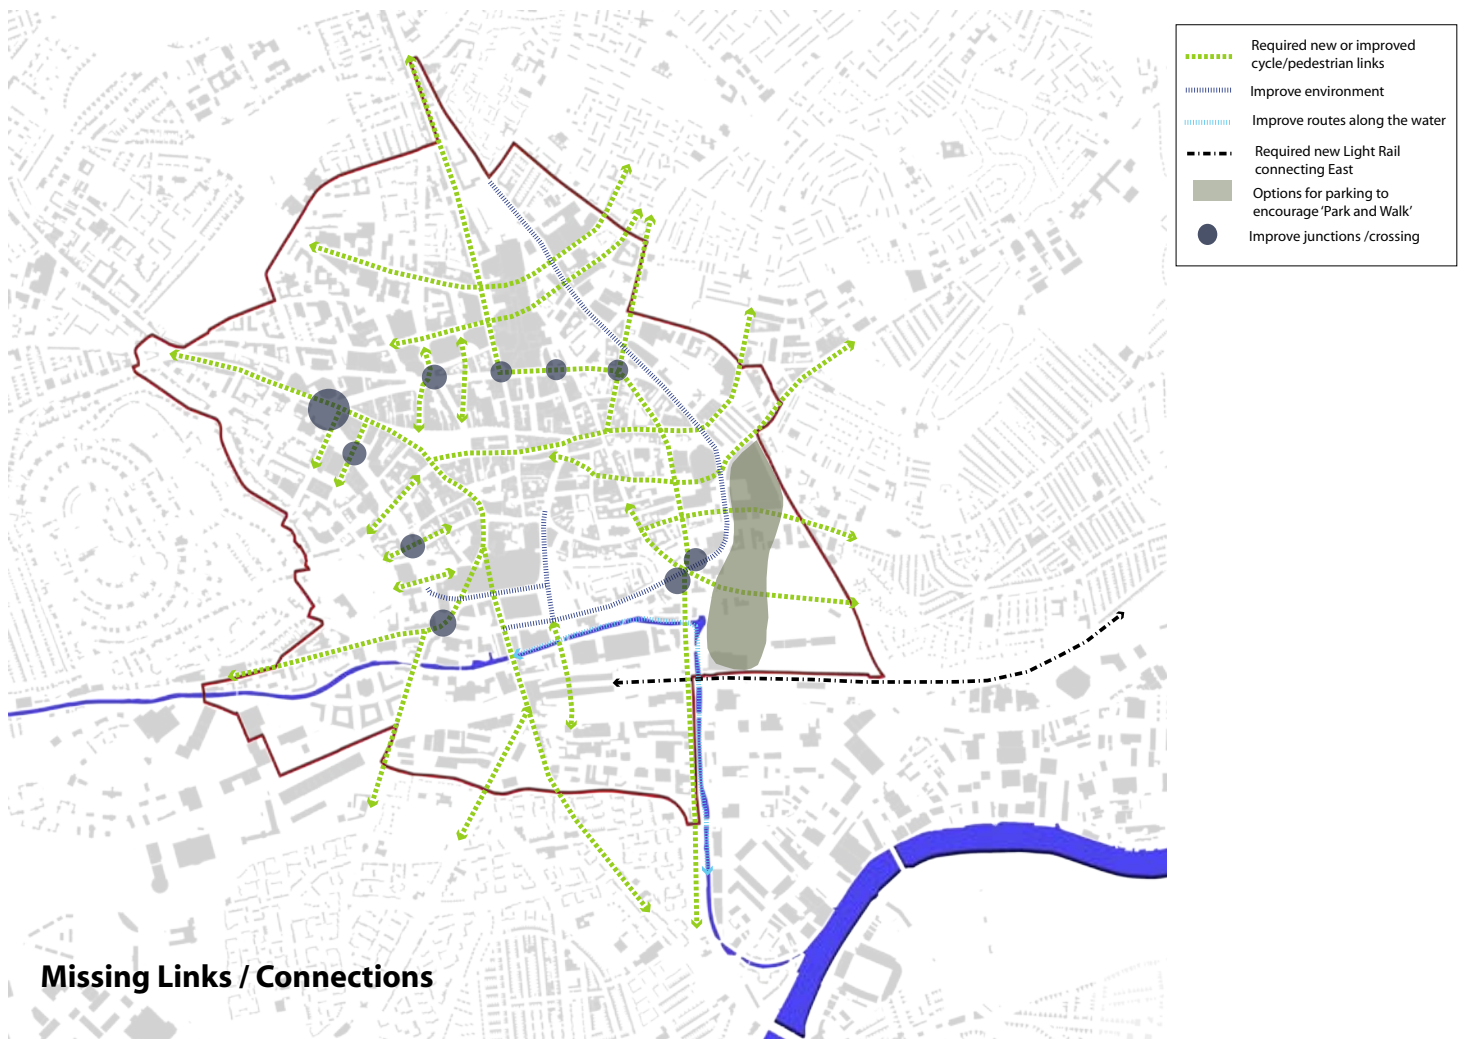 Required new or improved
cycle/pedestrian links
Improve environment
Improve routes along the water
Required new Light Rail
connecting East
Options for parking to
encourage ‘Park and Walk’
Improve junctions /crossing
Missing Links / Connections